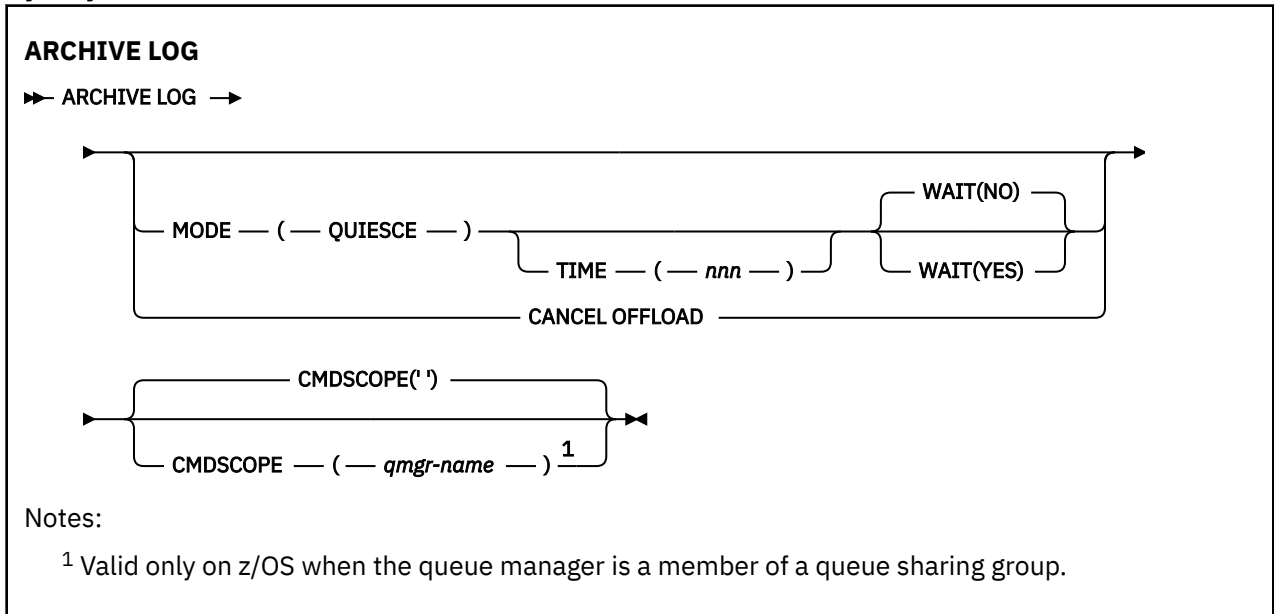 ARCHIVE LOG
ARCHIVE LOG
WAIT(NO)
MODE ( QUIESCE )
TIME ( nnn )
WAIT(YES)
CANCEL OFFLOAD
CMDSCOPE(' ')
CMDSCOPE ( qmgr-name ) 1
Notes:
1 Valid only on z/OS when the queue manager is a member of a queue sharing group.